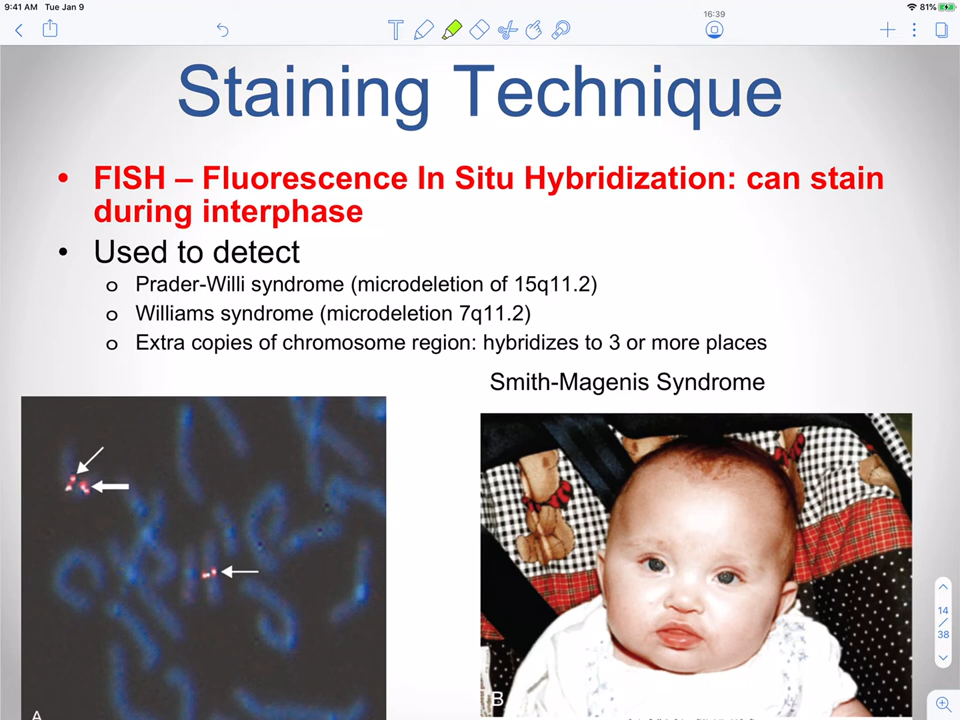 9:41 AM Tue Jan 9
81%
16:39
T
Staining Technique
• FISH – Fluorescence In Situ Hybridization: can stain
during interphase
• Used to detect
o Prader-Willi syndrome (microdeletion of 15q11.2)
o Williams syndrome (microdeletion 7q11.2)
o Extra copies of chromosome region: hybridizes to 3 or more places
Smith-Magenis Syndrome
14
/
38
A
B